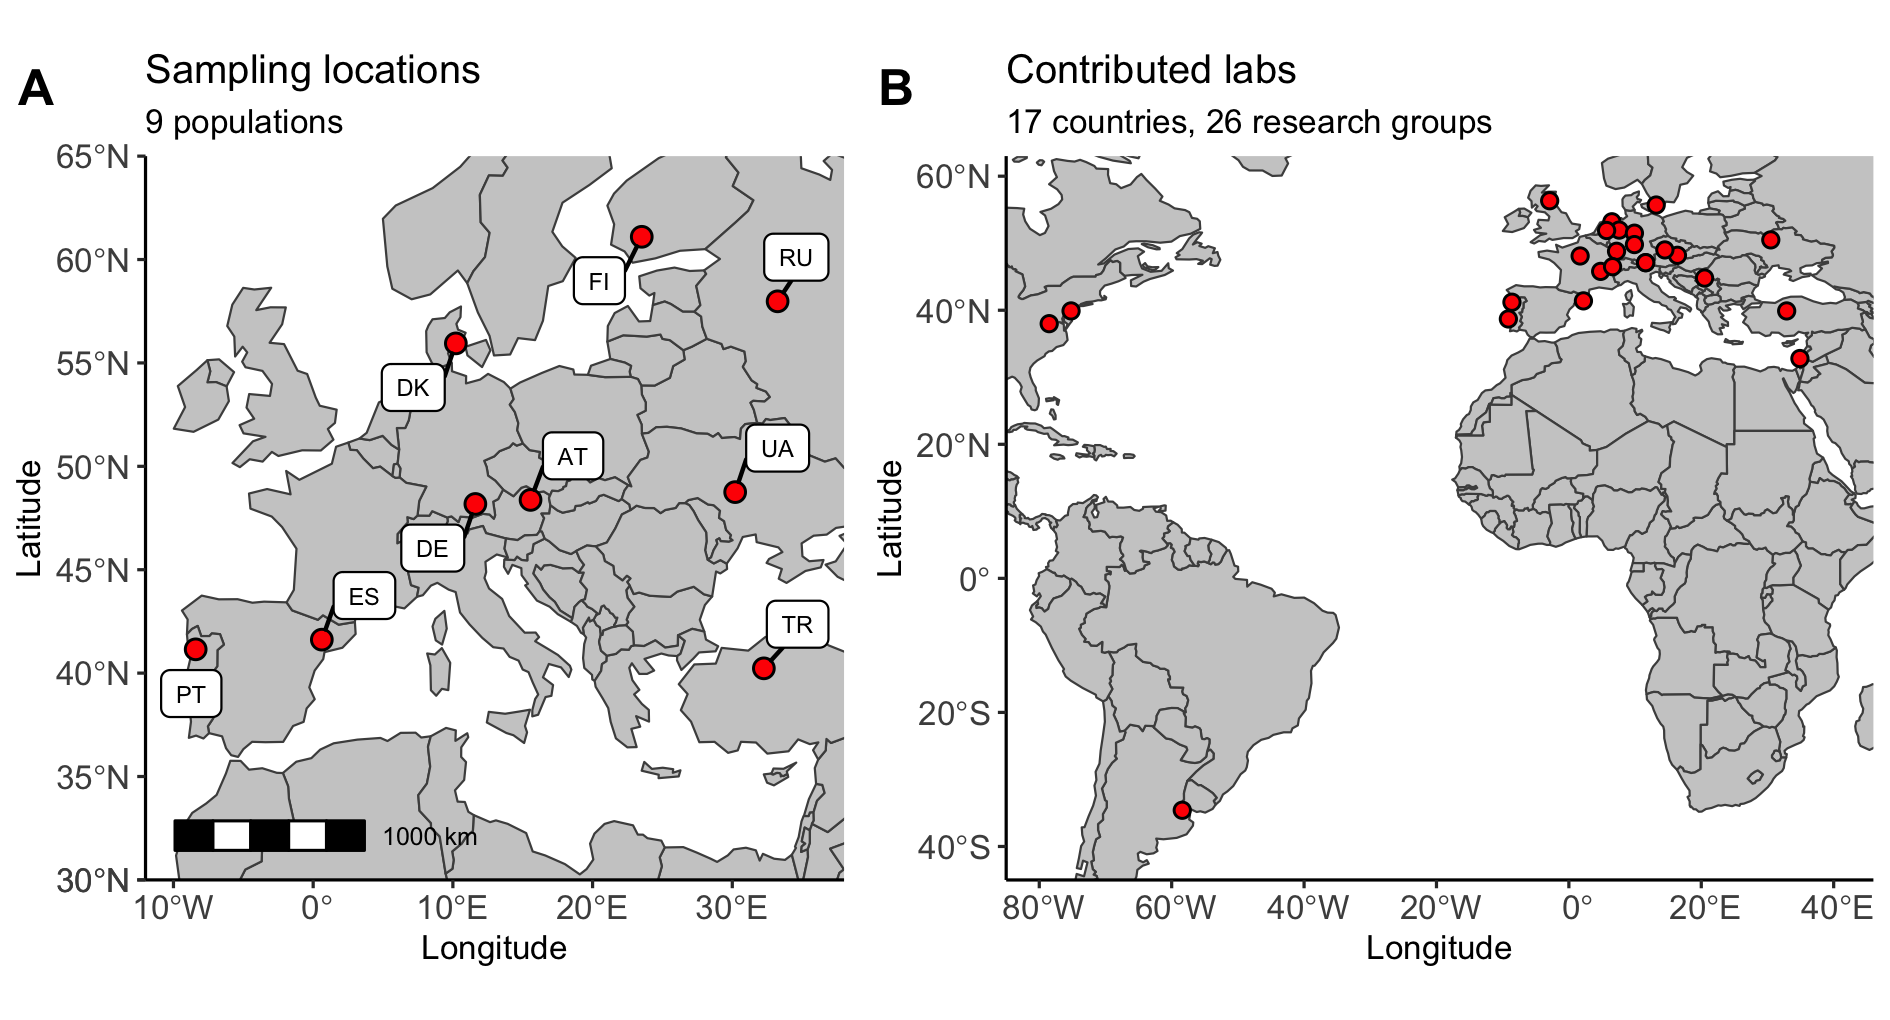 A
Sampling locations
9 populations
65°N
60°N
55°N
50°N
45°N
40°N
35°N
30°N
Latitude
FI
RU
DK
AT
UA
DE
ES
TR
PT
1000 km
10°W 0° 10°E 20°E 30°E
Longitude
B
Contributed labs
17 countries, 26 research groups
60°N
40°N
20°N
0°
20°S
40°S
Latitude
80°W 60°W 40°W 20°W 0° 20°E 40°E
Longitude